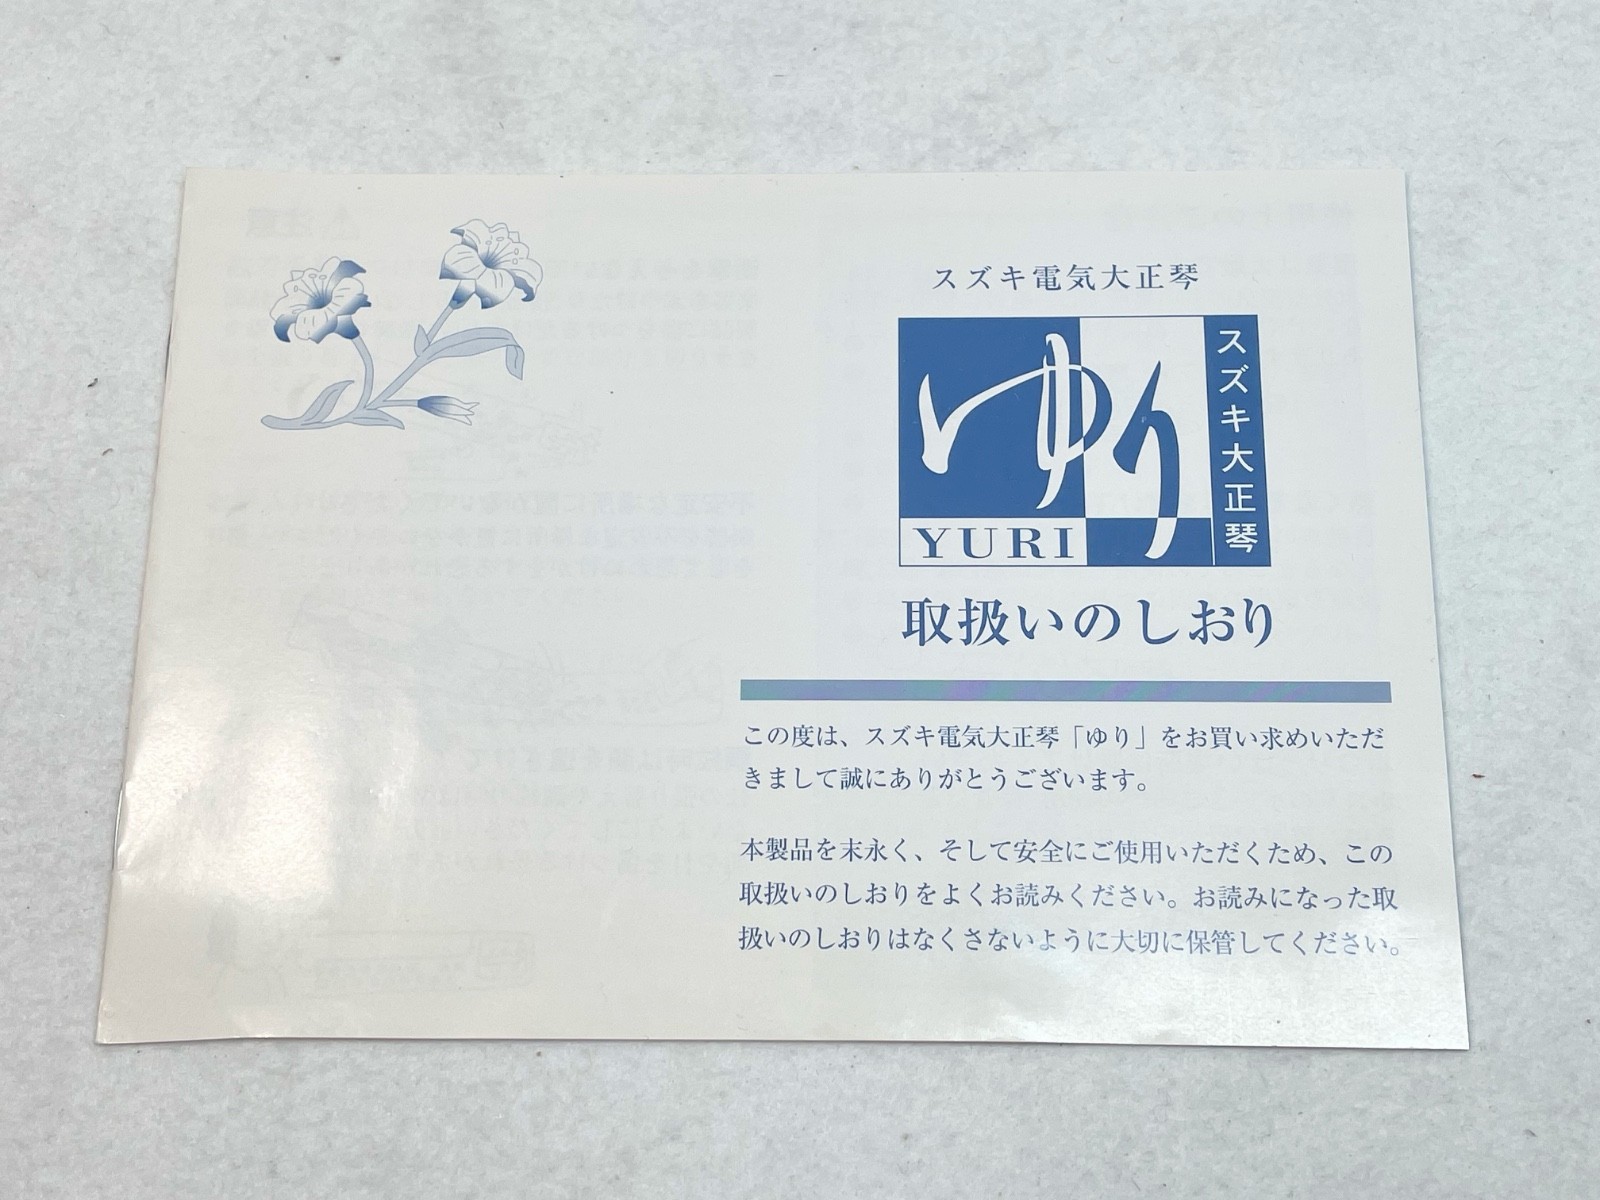 スズキ電気大正琴
ゆり
YURI
スズキ大正琴
取扱いのしおり
この度は、スズキ電気大正琴「ゆり」をお買い求めいただ
きまして誠にありがとうございます。
本製品を末永く、そして安全にご使用いただくため、この
取扱いのしおりをよくお読みください。お読みになった取
扱いのしおりはなくさないように大切に保管してください。